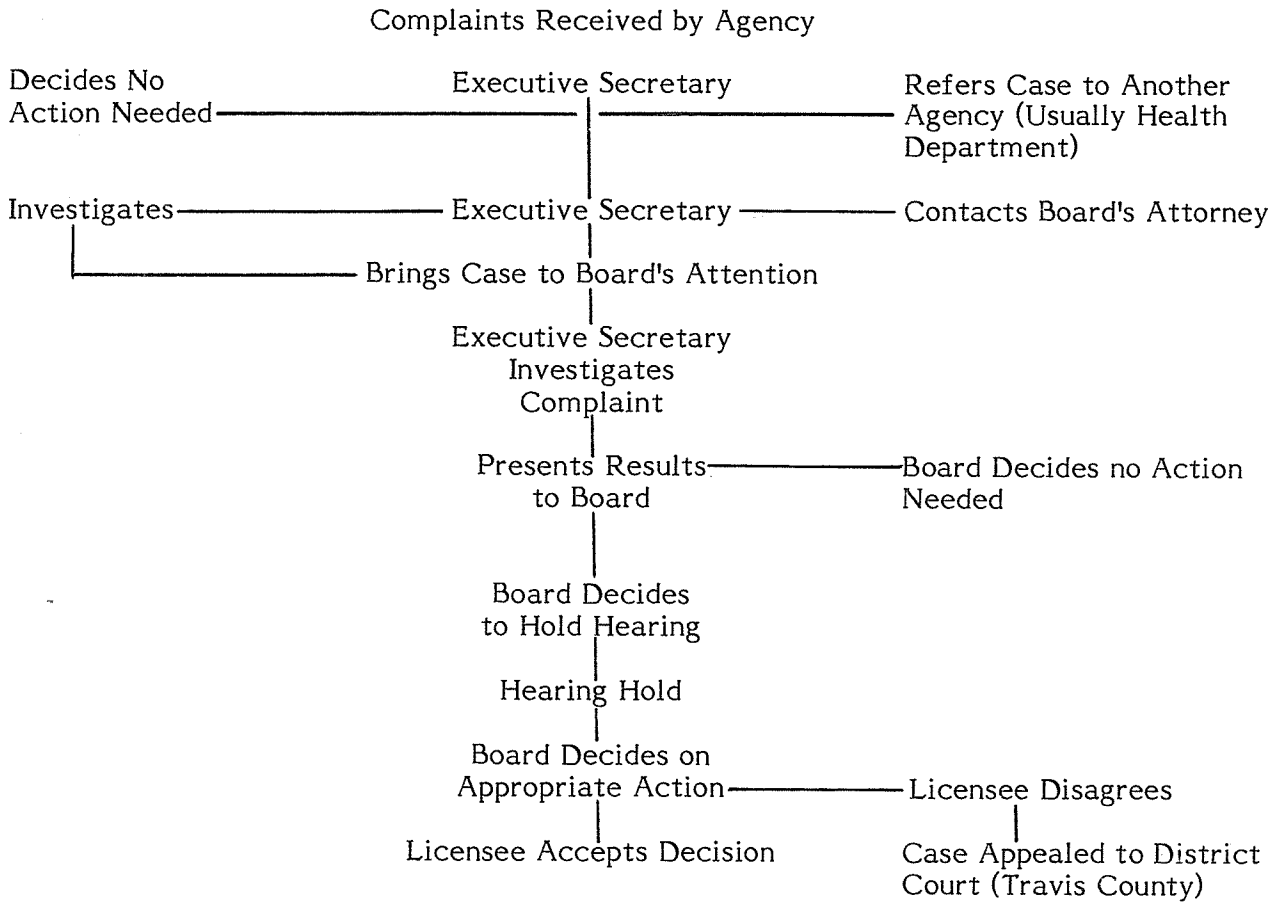 Complaints Received by Agency
Decides No
Action Needed
Executive Secretary
Refers Case to Another
Agency (Usually Health
Department)
Investigates
Executive Secretary
Contacts Board's Attorney
Brings Case to Board's Attention
Executive Secretary
Investigates
Complaint
Presents Results
to Board
Board Decides no Action
Needed
Board Decides
to Hold Hearing
Hearing Hold
Board Decides on
Appropriate Action
Licensee Disagrees
Licensee Accepts Decision
Case Appealed to District
Court (Travis County)